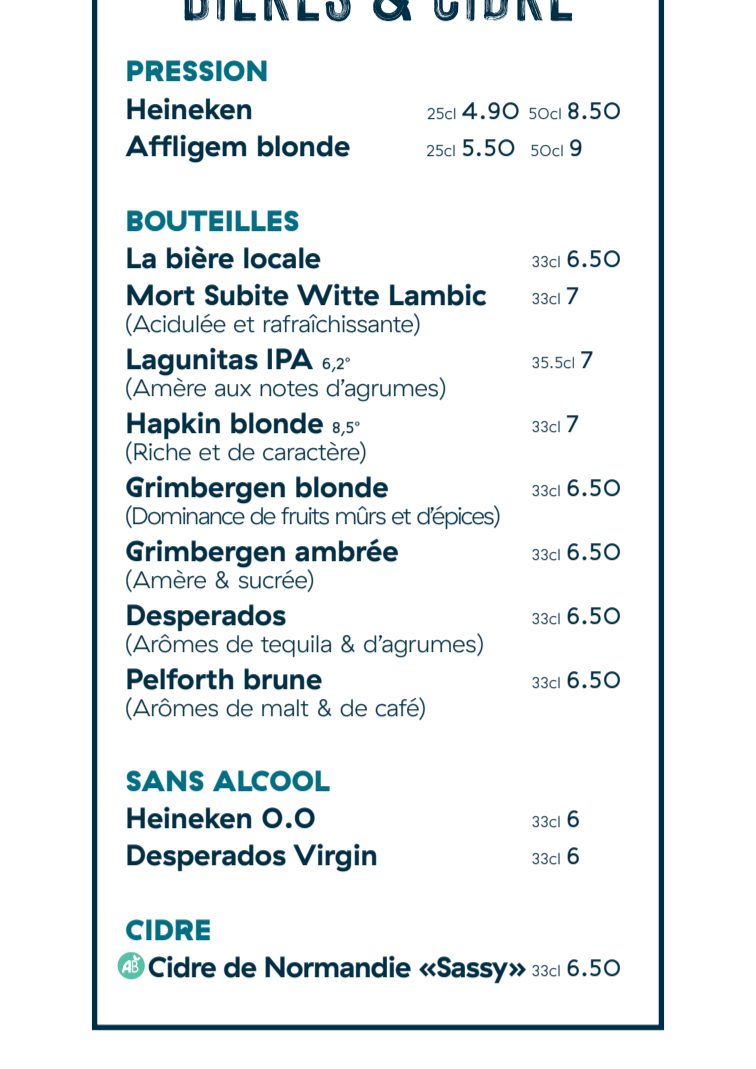 BIÈRES & CIDRE
PRESSION
Heineken 25cl 4.90 50cl 8.50
Affligem blonde 25cl 5.50 50cl 9
BOUTEILLES
La bière locale 33cl 6.50
Mort Subite Witte Lambic 33cl 7
(Acidulée et rafraîchissante)
Lagunitas IPA 6,2° 35.5cl 7
(Amère aux notes d’agrumes)
Hapkin blonde 8,5° 33cl 7
(Riche et de caractère)
Grimbergen blonde 33cl 6.50
(Dominance de fruits mûrs et d’épices)
Grimbergen ambrée 33cl 6.50
(Amère & sucrée)
Desperados 33cl 6.50
(Arômes de tequila & d’agrumes)
Pelforth brune 33cl 6.50
(Arômes de malt & de café)
SANS ALCOOL
Heineken 0.0 33cl 6
Desperados Virgin 33cl 6
CIDRE
AB Cidre de Normandie «Sassy» 33cl 6.50